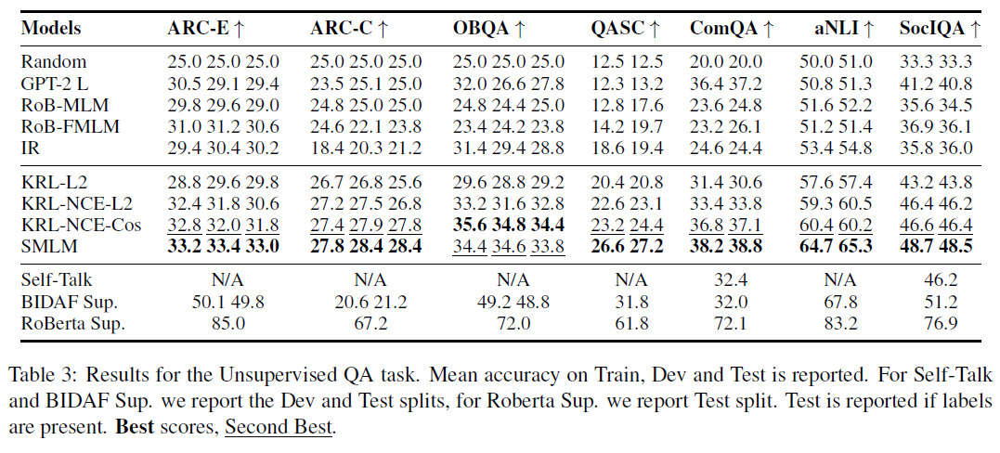 Models ARC-E ↑ ARC-C ↑ OBQA ↑ QASC ↑ ComQA ↑ aNLI ↑ SocIQA ↑
Random 25.0 25.0 25.0 25.0 25.0 25.0 25.0 25.0 25.0 12.5 12.5 20.0 20.0 50.0 51.0 33.3 33.3
GPT-2 L 30.5 29.1 29.4 23.5 25.1 25.0 32.0 26.6 27.8 12.3 13.2 36.4 37.2 50.8 51.3 41.2 40.8
RoB-MLM 29.8 29.6 29.0 24.8 25.0 25.0 24.8 24.4 25.0 12.8 17.6 23.6 24.8 51.6 52.2 35.6 34.5
RoB-FMLM 31.0 31.2 30.6 24.6 22.1 23.8 23.4 24.2 23.8 14.2 19.7 23.2 26.1 51.2 51.4 36.9 36.1
IR 29.4 30.4 30.2 18.4 20.3 21.2 31.4 29.4 28.8 18.6 19.4 24.6 24.4 53.4 54.8 35.8 36.0
KRL-L2 28.8 29.6 29.8 26.7 26.8 25.6 29.6 28.8 29.2 20.4 20.8 31.4 30.6 57.6 57.4 43.2 43.8
KRL-NCE-L2 32.4 31.8 30.6 27.2 27.5 26.8 33.2 31.6 32.8 22.6 23.1 33.4 33.8 59.3 60.5 46.4 46.2
KRL-NCE-Cos 32.8 32.0 31.8 27.4 27.9 27.8 35.6 34.8 34.4 23.2 24.4 36.8 37.1 60.4 60.2 46.6 46.4
SMLM 33.2 33.4 33.0 27.8 28.4 28.4 34.4 34.6 33.8 26.6 27.2 38.2 38.8 64.7 65.3 48.7 48.5
Self-Talk N/A N/A N/A N/A 32.4 N/A 46.2
BIDAF Sup. 50.1 49.8 20.6 21.2 49.2 48.8 31.8 32.0 67.8 51.2
RoBerta Sup. 85.0 67.2 72.0 61.8 72.1 83.2 76.9
Table 3: Results for the Unsupervised QA task. Mean accuracy on Train, Dev and Test is reported. For Self-Talk
and BIDAF Sup. we report the Dev and Test splits, for Roberta Sup. we report Test split. Test is reported if labels
are present. Best scores, Second Best.